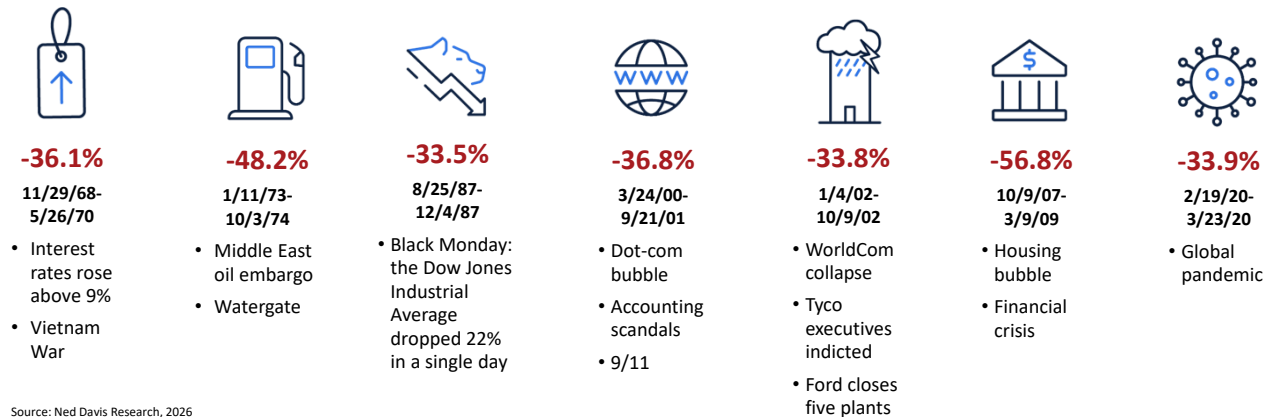 WWW
-36.1%
11/29/68-
5/26/70
• Interest
rates rose
above 9%
• Vietnam
War
-48.2%
1/11/73-
10/3/74
• Middle East
oil embargo
• Watergate
-33.5%
8/25/87-
12/4/87
• Black Monday:
the Dow Jones
Industrial
Average
dropped 22%
in a single day
-36.8%
3/24/00-
9/21/01
• Dot-com
bubble
• Accounting
scandals
• 9/11
-33.8%
1/4/02-
10/9/02
• WorldCom
collapse
• Tyco
executives
indicted
• Ford closes
five plants
$
-56.8%
10/9/07-
3/9/09
• Housing
bubble
• Financial
crisis
-33.9%
2/19/20-
3/23/20
• Global
pandemic
Source: Ned Davis Research, 2026